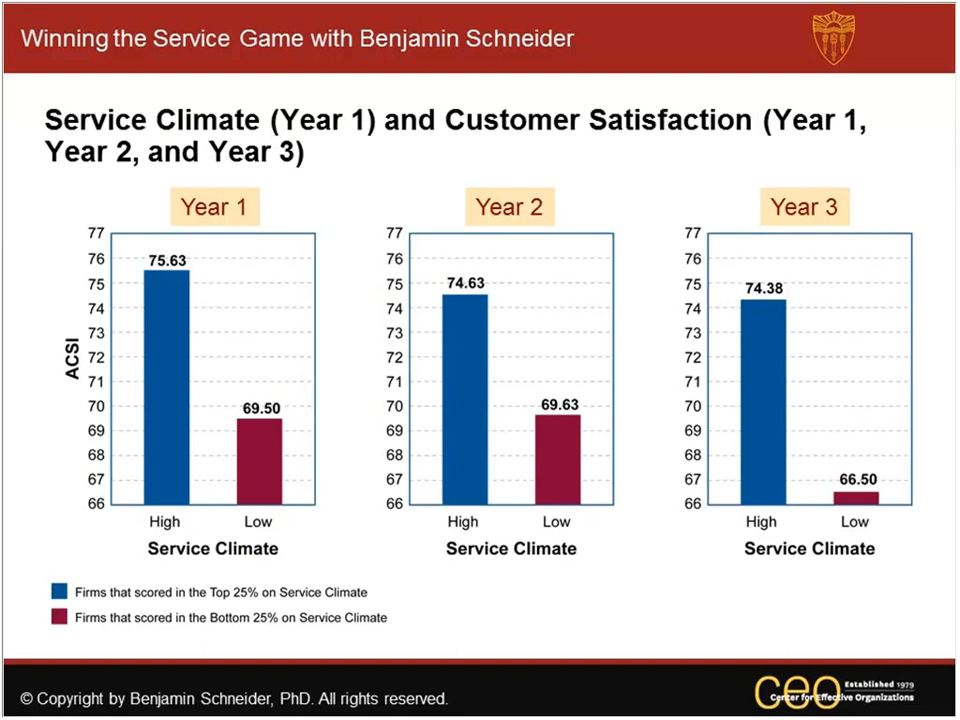 Winning the Service Game with Benjamin Schneider
Service Climate (Year 1) and Customer Satisfaction (Year 1,
Year 2, and Year 3)
Year 1
77
76
75
74
73
72
71
70
69
68
67
66
ACSI
75.63
69.50
High
Low
Service Climate
Year 2
77
76
75
74
73
72
71
70
69
68
67
66
74.63
69.63
High
Low
Service Climate
Year 3
77
76
75
74
73
72
71
70
69
68
67
66
74.38
66.50
High
Low
Service Climate
Firms that scored in the Top 25% on Service Climate
Firms that scored in the Bottom 25% on Service Climate
© Copyright by Benjamin Schneider, PhD. All rights reserved.
ceo
Established 1979
Center for Effective Organizations